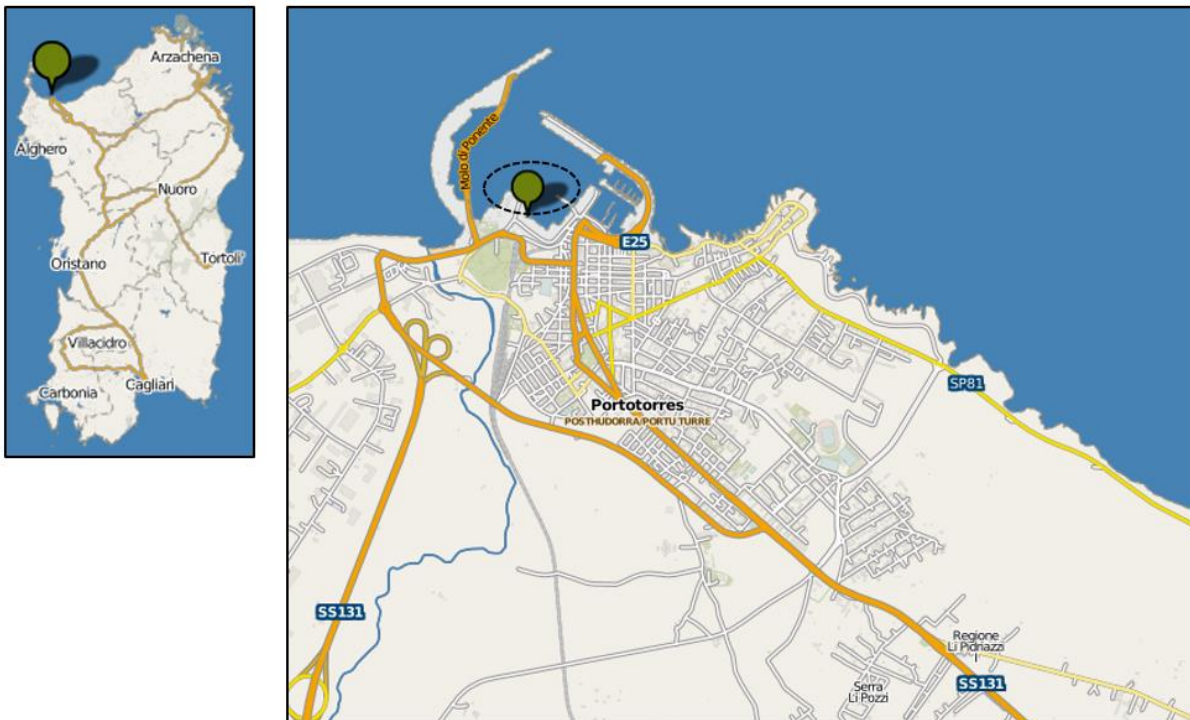 Arzachena
Alghero
Nuoro
Oristano
Tortoli'
Villacidro
Carbonia
Cagliari
Molo di Ponente
E25
SP81
Portotorres
POSTHUDORRA/PORTU TURRE
SS131
Regione
Li Pidriazzi
I
SS131
Serra
Li Pozzi